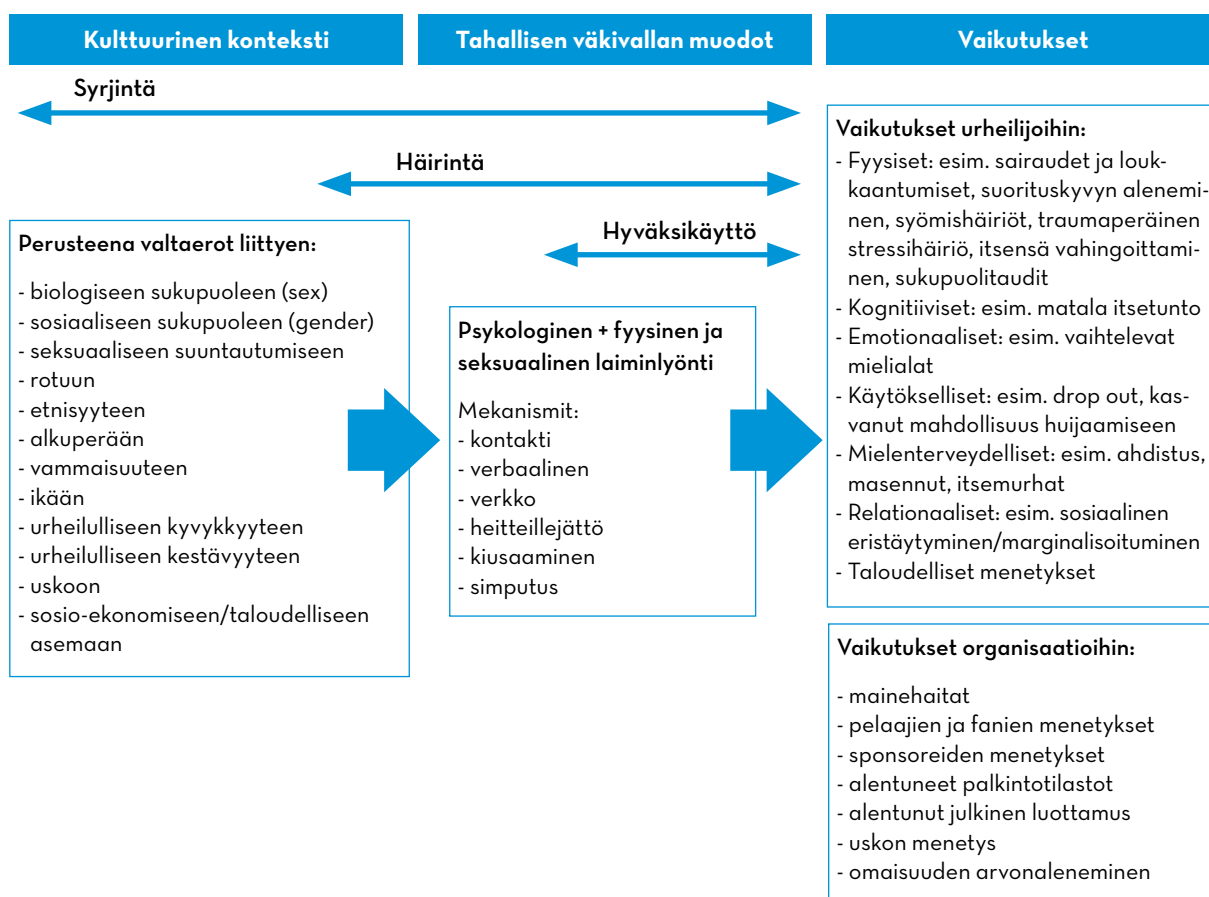 Kulttuurinen konteksti
Tahallisen väkivallan muodot
Vaikutukset
Syrjintä
Häirintä
Hyväksikäyttö
Perusteena valtaerot liittyen:
- biologiseen sukupuoleen (sex)
- sosiaaliseen sukupuoleen (gender)
- seksuaaliseen suuntautumiseen
- rotuun
- etnisyyteen
- alkuperään
- vammaisuuteen
- ikään
- urheilulliseen kyvykkyyteen
- urheilulliseen kestävyyteen
- uskoon
- sosio-ekonomiseen/taloudelliseen
asemaan
Psykologinen + fyysinen ja
seksuaalinen laiminlyönti
Mekanismit:
- kontakti
- verbaalinen
- verkko
- heitteillejättö
- kiusaaminen
- simputus
Vaikutukset urheilijoihin:
- Fyysiset: esim. sairaudet ja louk-
kaantumiset, suorituskyvyn alenemi-
nen, syömishäiriöt, traumaperäinen
stressihäiriö, itsensä vahingoittami-
nen, sukupuolitaudit
- Kognitiiviset: esim. matala itsetunto
- Emotionaaliset: esim. vaihtelevat
mielialat
- Käytökselliset: esim. drop out, kas-
vanut mahdollisuus huijaamiseen
- Mielenterveydelliset: esim. ahdistus,
masennut, itsemurhat
- Relationaaliset: esim. sosiaalinen
eristäytyminen/marginalisoituminen
- Taloudelliset menetykset
Vaikutukset organisaatioihin:
- mainehaitat
- pelaajien ja fanien menetykset
- sponsoreiden menetykset
- alentuneet palkintotilastot
- alentunut julkinen luottamus
- uskon menetys
- omaisuuden arvonaleneminen